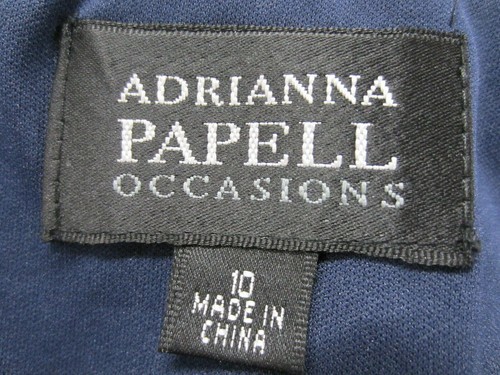 ADRIANNA
PAPELL
OCCASIONS
10
MADE IN
CHINA